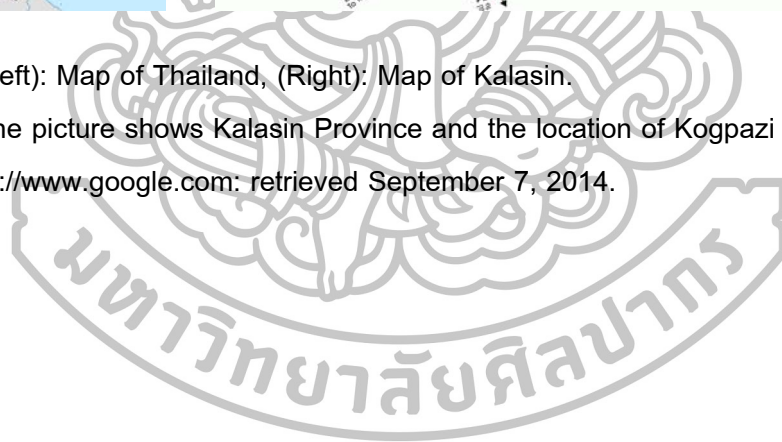 eft): Map of Thailand, (Right): Map of Kalasin.
ne picture shows Kalasin Province and the location of Kogpazi
://www.google.com: retrieved September 7, 2014.
มหาวิทยาลัยศิลปากร